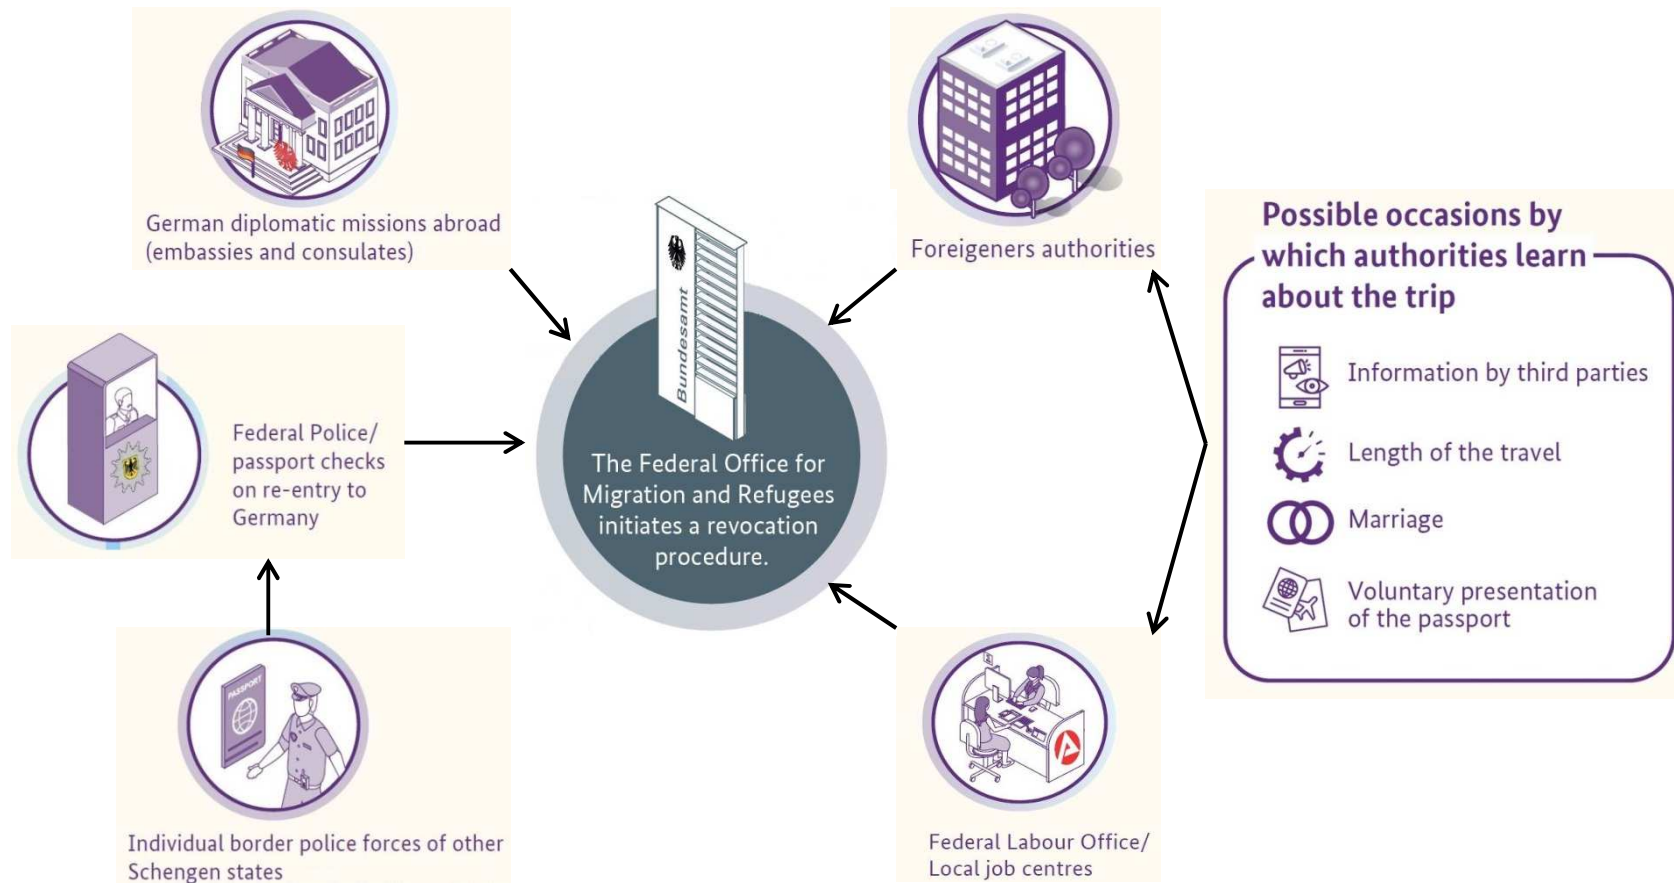 German diplomatic missions abroad
(embassies and consulates)
Foreigeners authorities
Bundesamt
The Federal Office for
Migration and Refugees
initiates a revocation
procedure.
Federal Police/
passport checks
on re-entry to
Germany
PASSPORT
Individual border police forces of other
Schengen states
Federal Labour Office/
Local job centres
Possible occasions by
which authorities learn
about the trip
Information by third parties
Length of the travel
Marriage
Voluntary presentation
of the passport